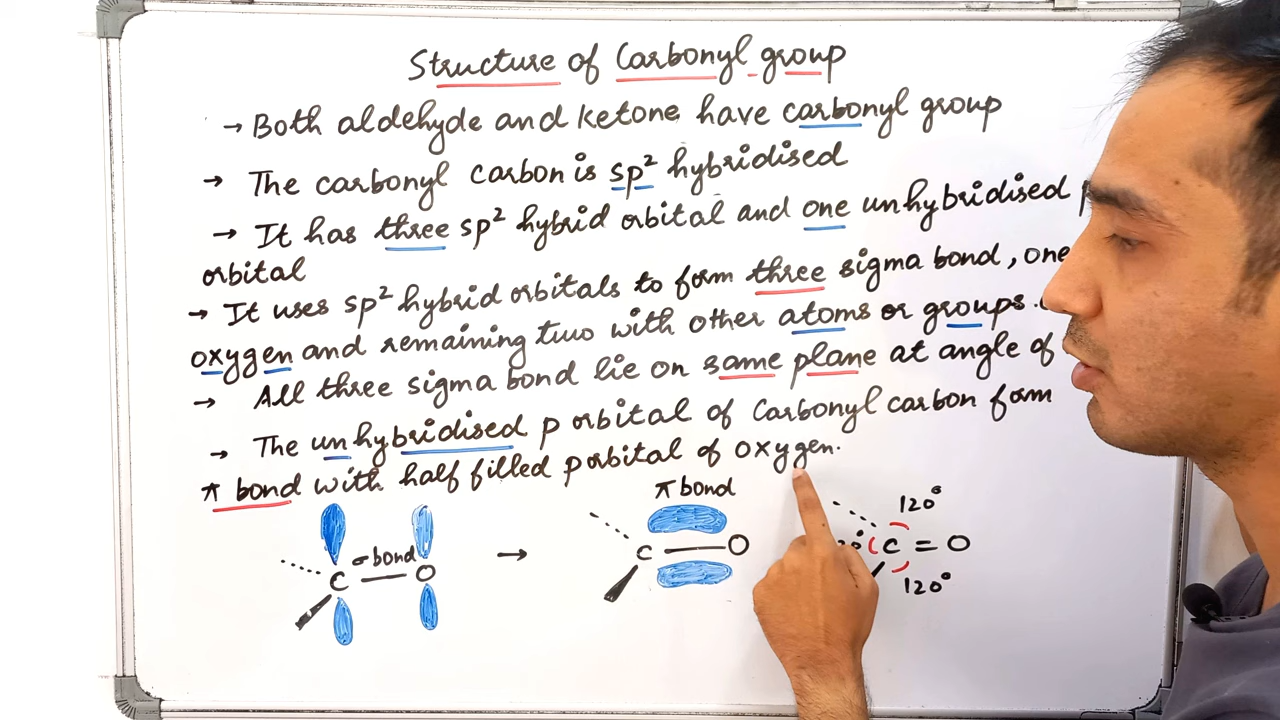 Structure of Carbonyl group
→ Both aldehyde and ketone have carbonyl group
→ The carbonyl carbon is sp² hybridised
→ It has three sp² hybrid orbital and one unhybridised
orbital
→ It uses sp² hybrid orbitals to form three sigma bond, one
oxygen and remaining two with other atoms or groups.
→ All three sigma bond lie on same plane at angle of
→ The unhybridised p orbital of Carbonyl carbon form
π bond with half filled p orbital of oxygen.
σ bond
C O
→
π bond
C O
120°
C = O
120°